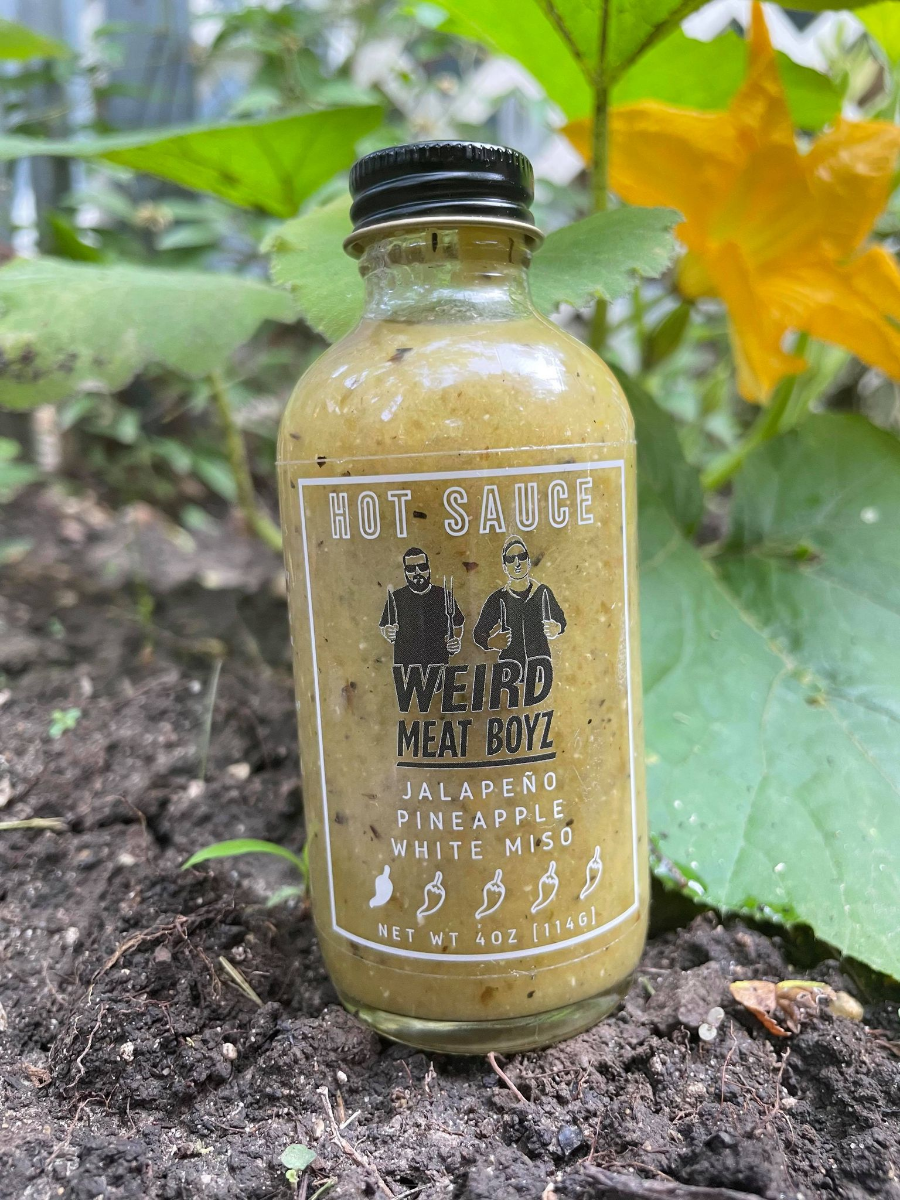 HOT SAUCE
WEIRD
MEAT BOYZ
JALAPEÑO
PINEAPPLE
WHITE MISO
NET WT 4OZ [114G]